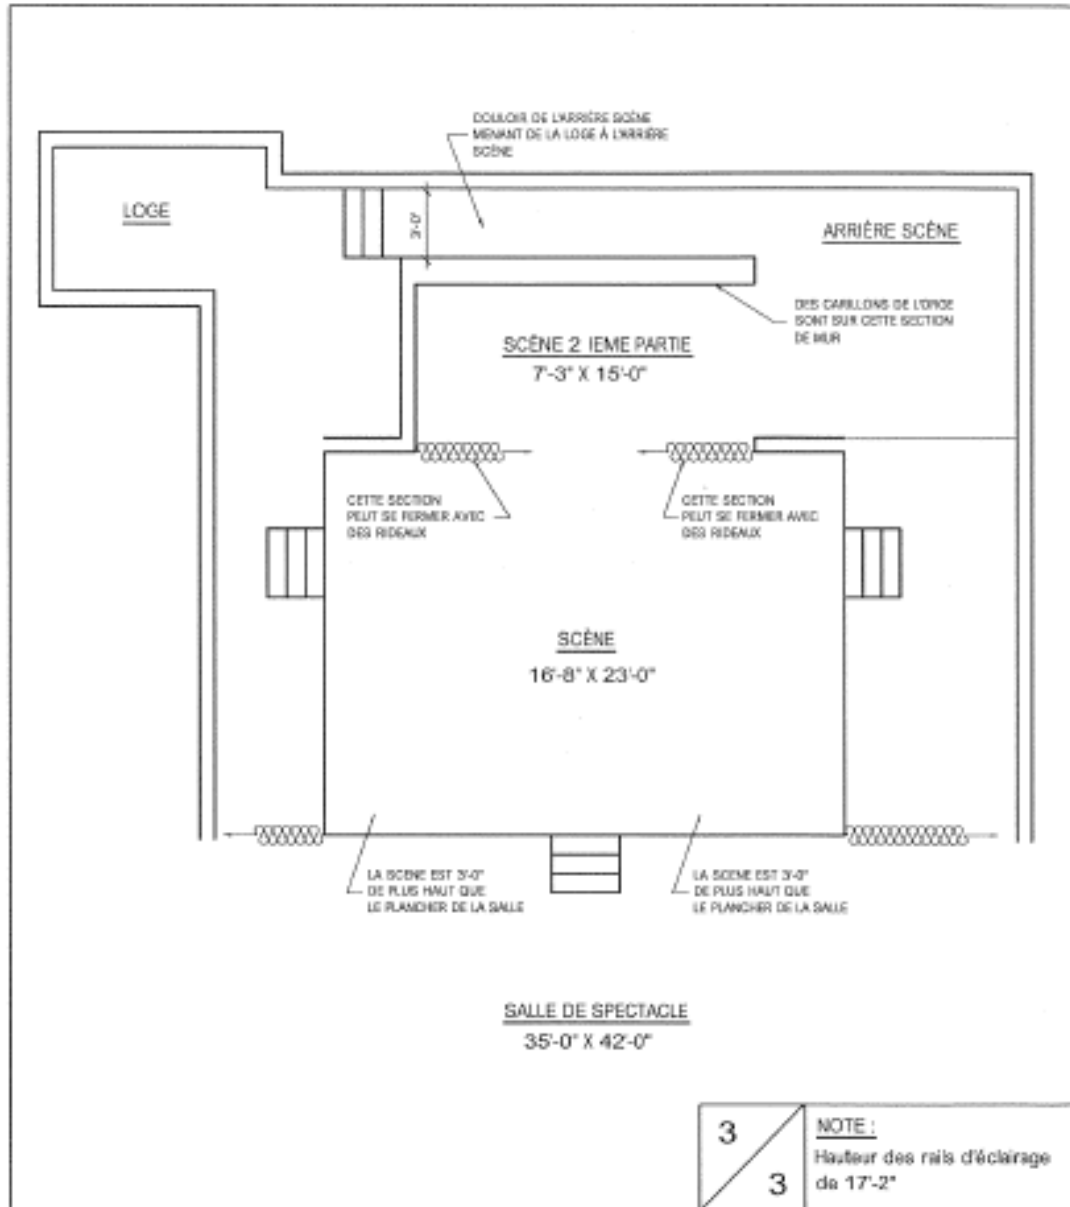 COULOIR DE L'ARRIÈRE SCÈNE
MENANT DE LA LOGE À L'ARRIÈRE
SCÈNE
LOGE
3'-0"
ARRIÈRE SCÈNE
DES CARILLONS DE L'ORGE
SONT SUR CETTE SECTION
DE MUR
SCÈNE 2 IEME PARTIE
7'-3" X 15'-0"
CETTE SECTION
PEUT SE FERMER AVEC
DES RIDEAUX
CETTE SECTION
PEUT SE FERMER AVEC
DES RIDEAUX
SCÈNE
16'-8" X 23'-0"
LA SCENE EST 3'-0"
DE PLUS HAUT QUE
LE PLANCHER DE LA SALLE
LA SCENE EST 3'-0"
DE PLUS HAUT QUE
LE PLANCHER DE LA SALLE
SALLE DE SPECTACLE
35'-0" X 42'-0"
3
3
NOTE :
Hauteur des rails d'éclairage
de 17'-2"